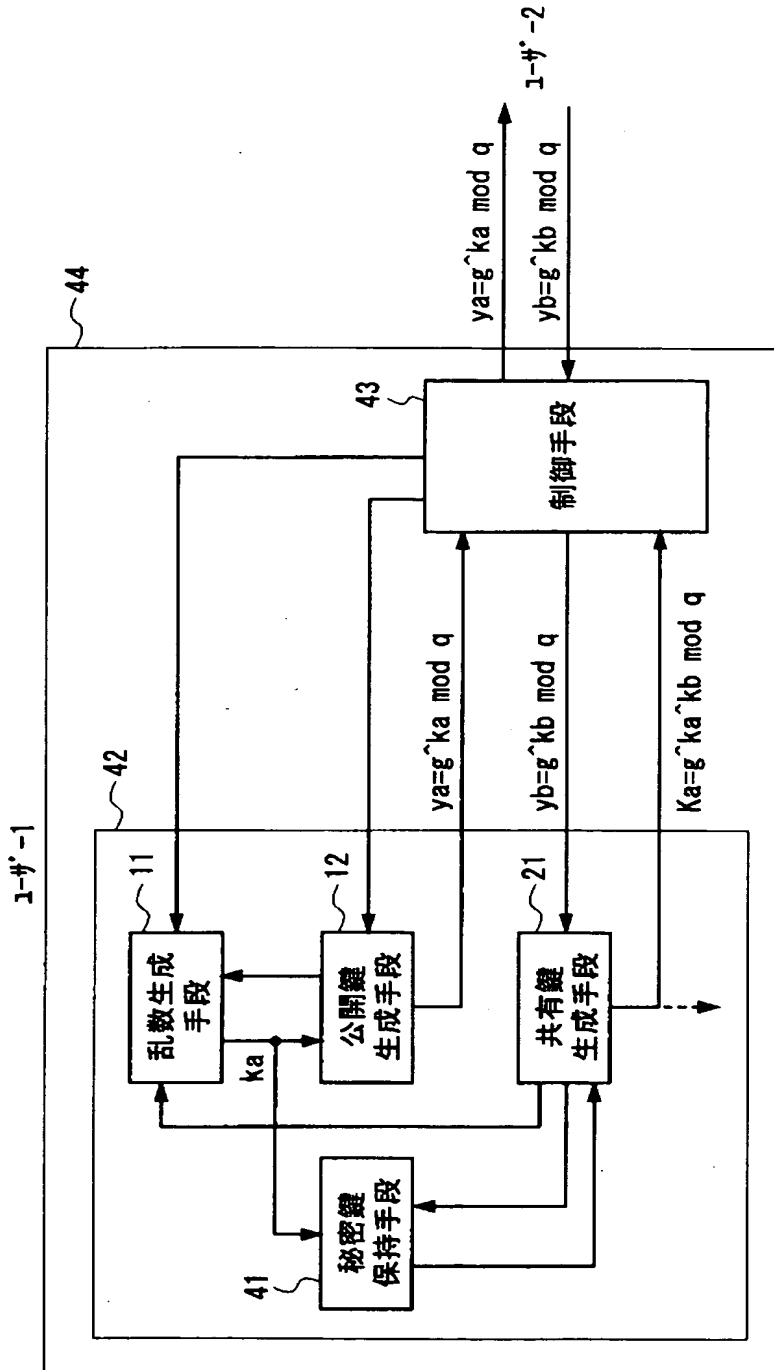 ユーザー1
44
42
11
乱数生成
手段
ka
12
公開鍵
生成手段
21
共有鍵
生成手段
秘密鍵
保持手段
41
43
制御手段
ya=g^ka mod q
yb=g^kb mod q
Ka=g^ka^kb mod q
ya=g^ka mod q
yb=g^kb mod q
ユーザー2